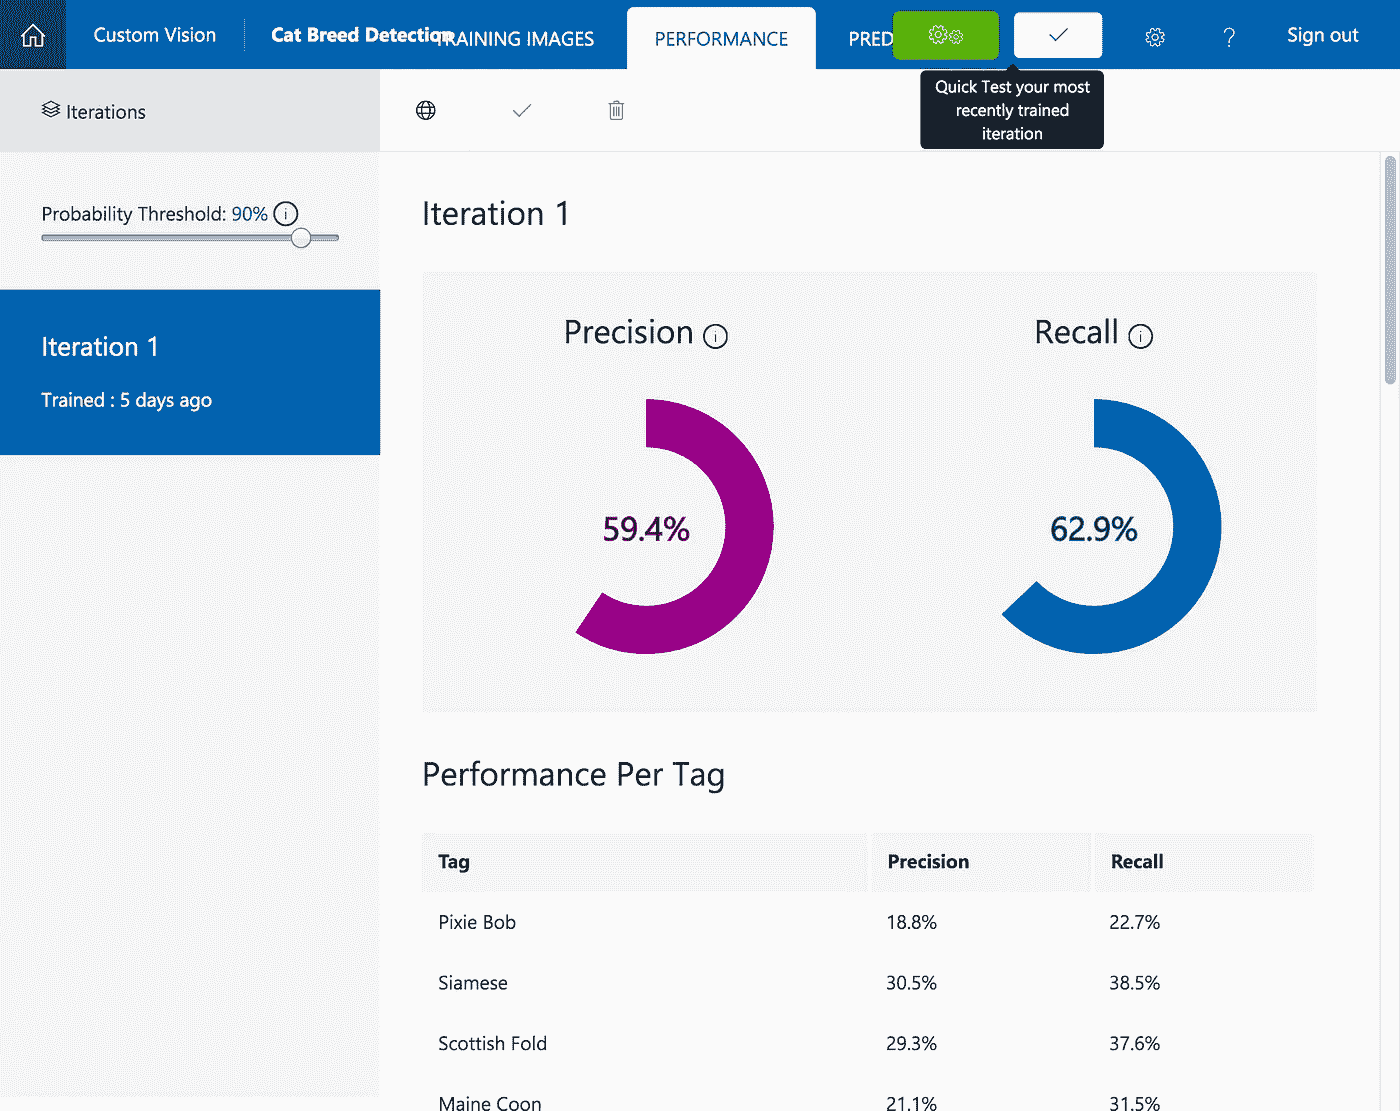 Custom Vision
Cat Breed Detection
TRAINING IMAGES
PERFORMANCE
PRED
?
Sign out
Quick Test your most
recently trained
iteration
Iterations
Probability Threshold: 90% i
Iteration 1
Trained : 5 days ago
Iteration 1
Precision i
Recall i
59.4%
62.9%
Performance Per Tag
Tag Precision Recall
Pixie Bob 18.8% 22.7%
Siamese 30.5% 38.5%
Scottish Fold 29.3% 37.6%
Maine Coon 21.1% 31.5%